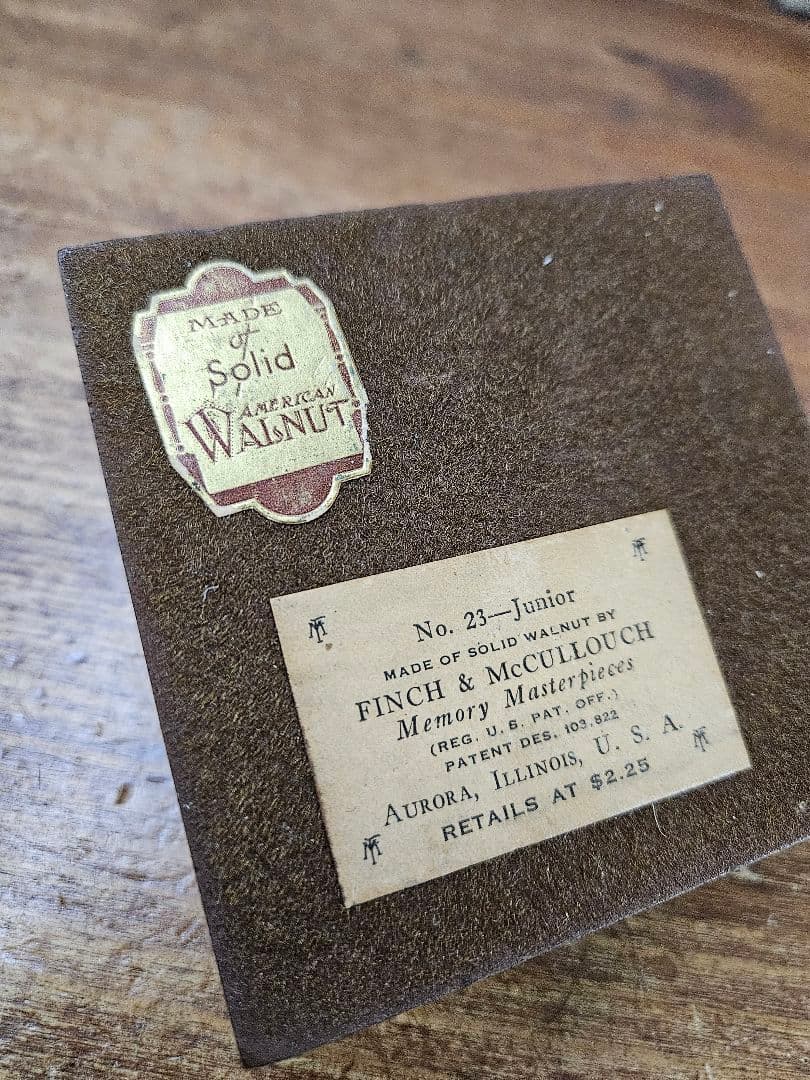 MADE
of
Solid
AMERICAN
WALNUT
No. 23—Junior
MADE OF SOLID WALNUT BY
FINCH & McCULLOUCH
Memory Masterpieces
(REG. U. S. PAT. OFF.)
PATENT DES. 103,822
AURORA, ILLINOIS, U. S. A.
RETAILS AT $2.25